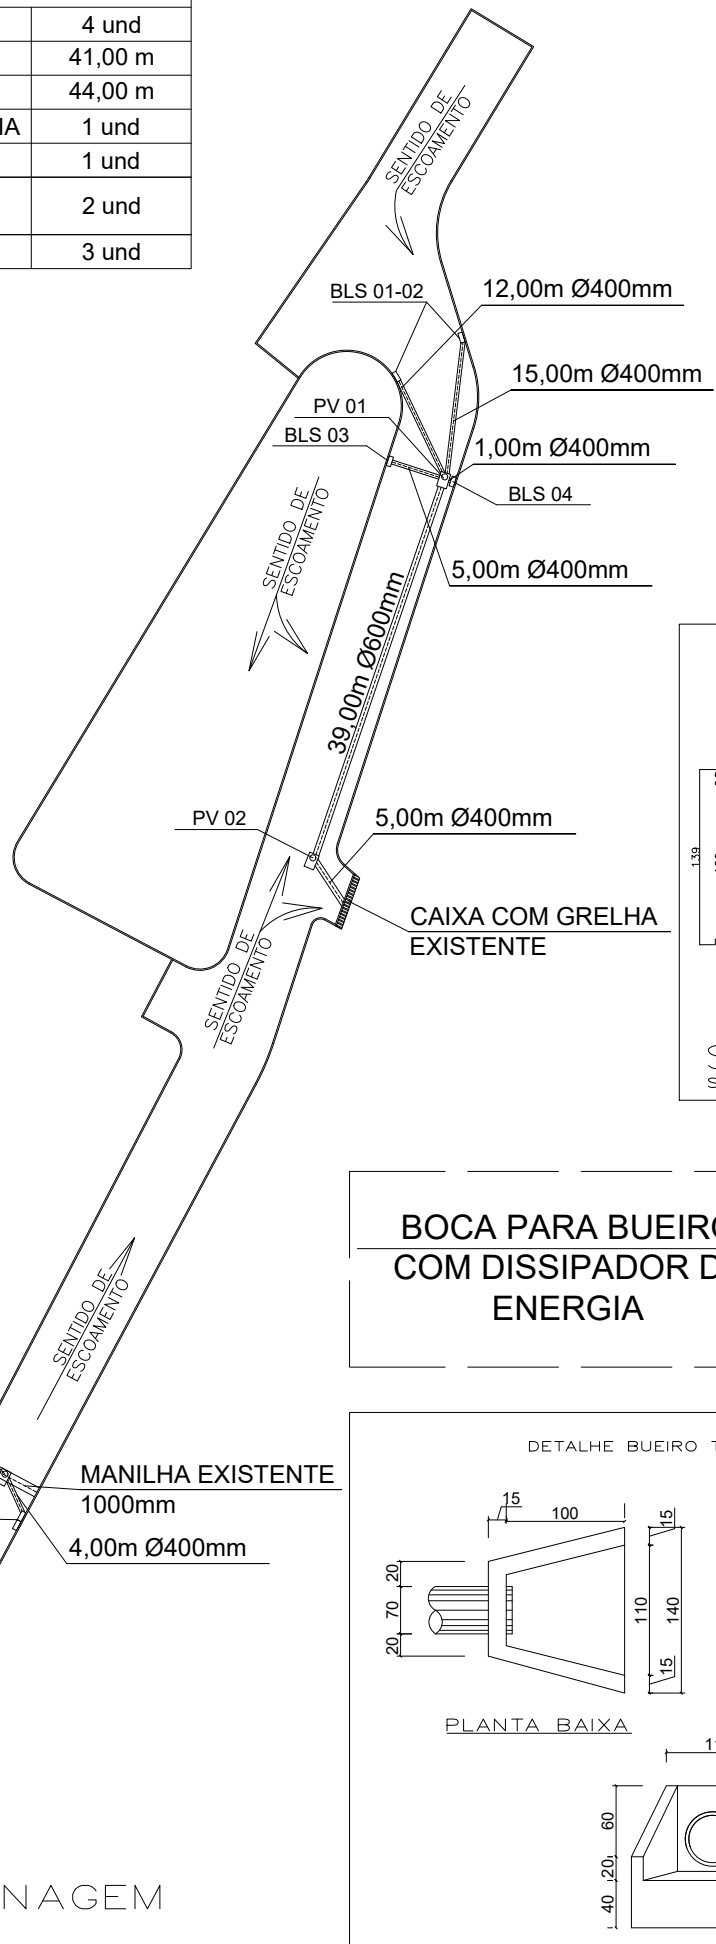 4 und
41,00 m
44,00 m
1 und
1 und
2 und
3 und
SENTIDO DE
ESCOAMENTO
BLS 01-02
12,00m Ø400mm
15,00m Ø400mm
PV 01
BLS 03
1,00m Ø400mm
BLS 04
SENTIDO DE
ESCOAMENTO
5,00m Ø400mm
39,00m Ø600mm
PV 02
5,00m Ø400mm
139
CAIXA COM GRELHA
EXISTENTE
SENTIDO DE
ESCOAMENTO
BOCA PARA BUEIRO
COM DISSIPADOR D
ENERGIA
SENTIDO DE
ESCOAMENTO
DETALHE BUEIRO T
MANILHA EXISTENTE
1000mm
4,00m Ø400mm
15
100
15
20
70
20
110
140
15
PLANTA BAIXA
60
20
40
NAGEM